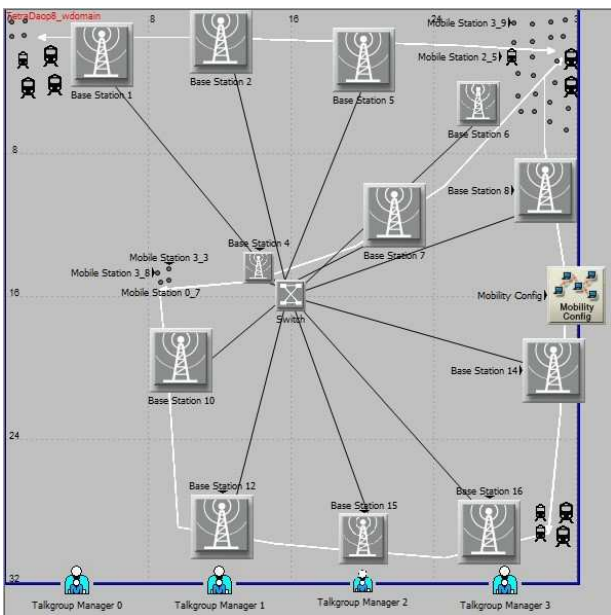 TetraDaop8_wdomain
8
16
24
3
Mobile Station 3_9
Mobile Station 2_5
Base Station 1
Base Station 2
Base Station 5
Base Station 6
8
Base Station 8
Base Station 4
Base Station 7
Mobile Station 3_3
Mobile Station 3_8
Mobile Station 0_7
16
Switch
Mobility Config
Mobility Config
Base Station 10
Base Station 14
24
Base Station 12
Base Station 15
Base Station 16
32
Talkgroup Manager 0
Talkgroup Manager 1
Talkgroup Manager 2
Talkgroup Manager 3